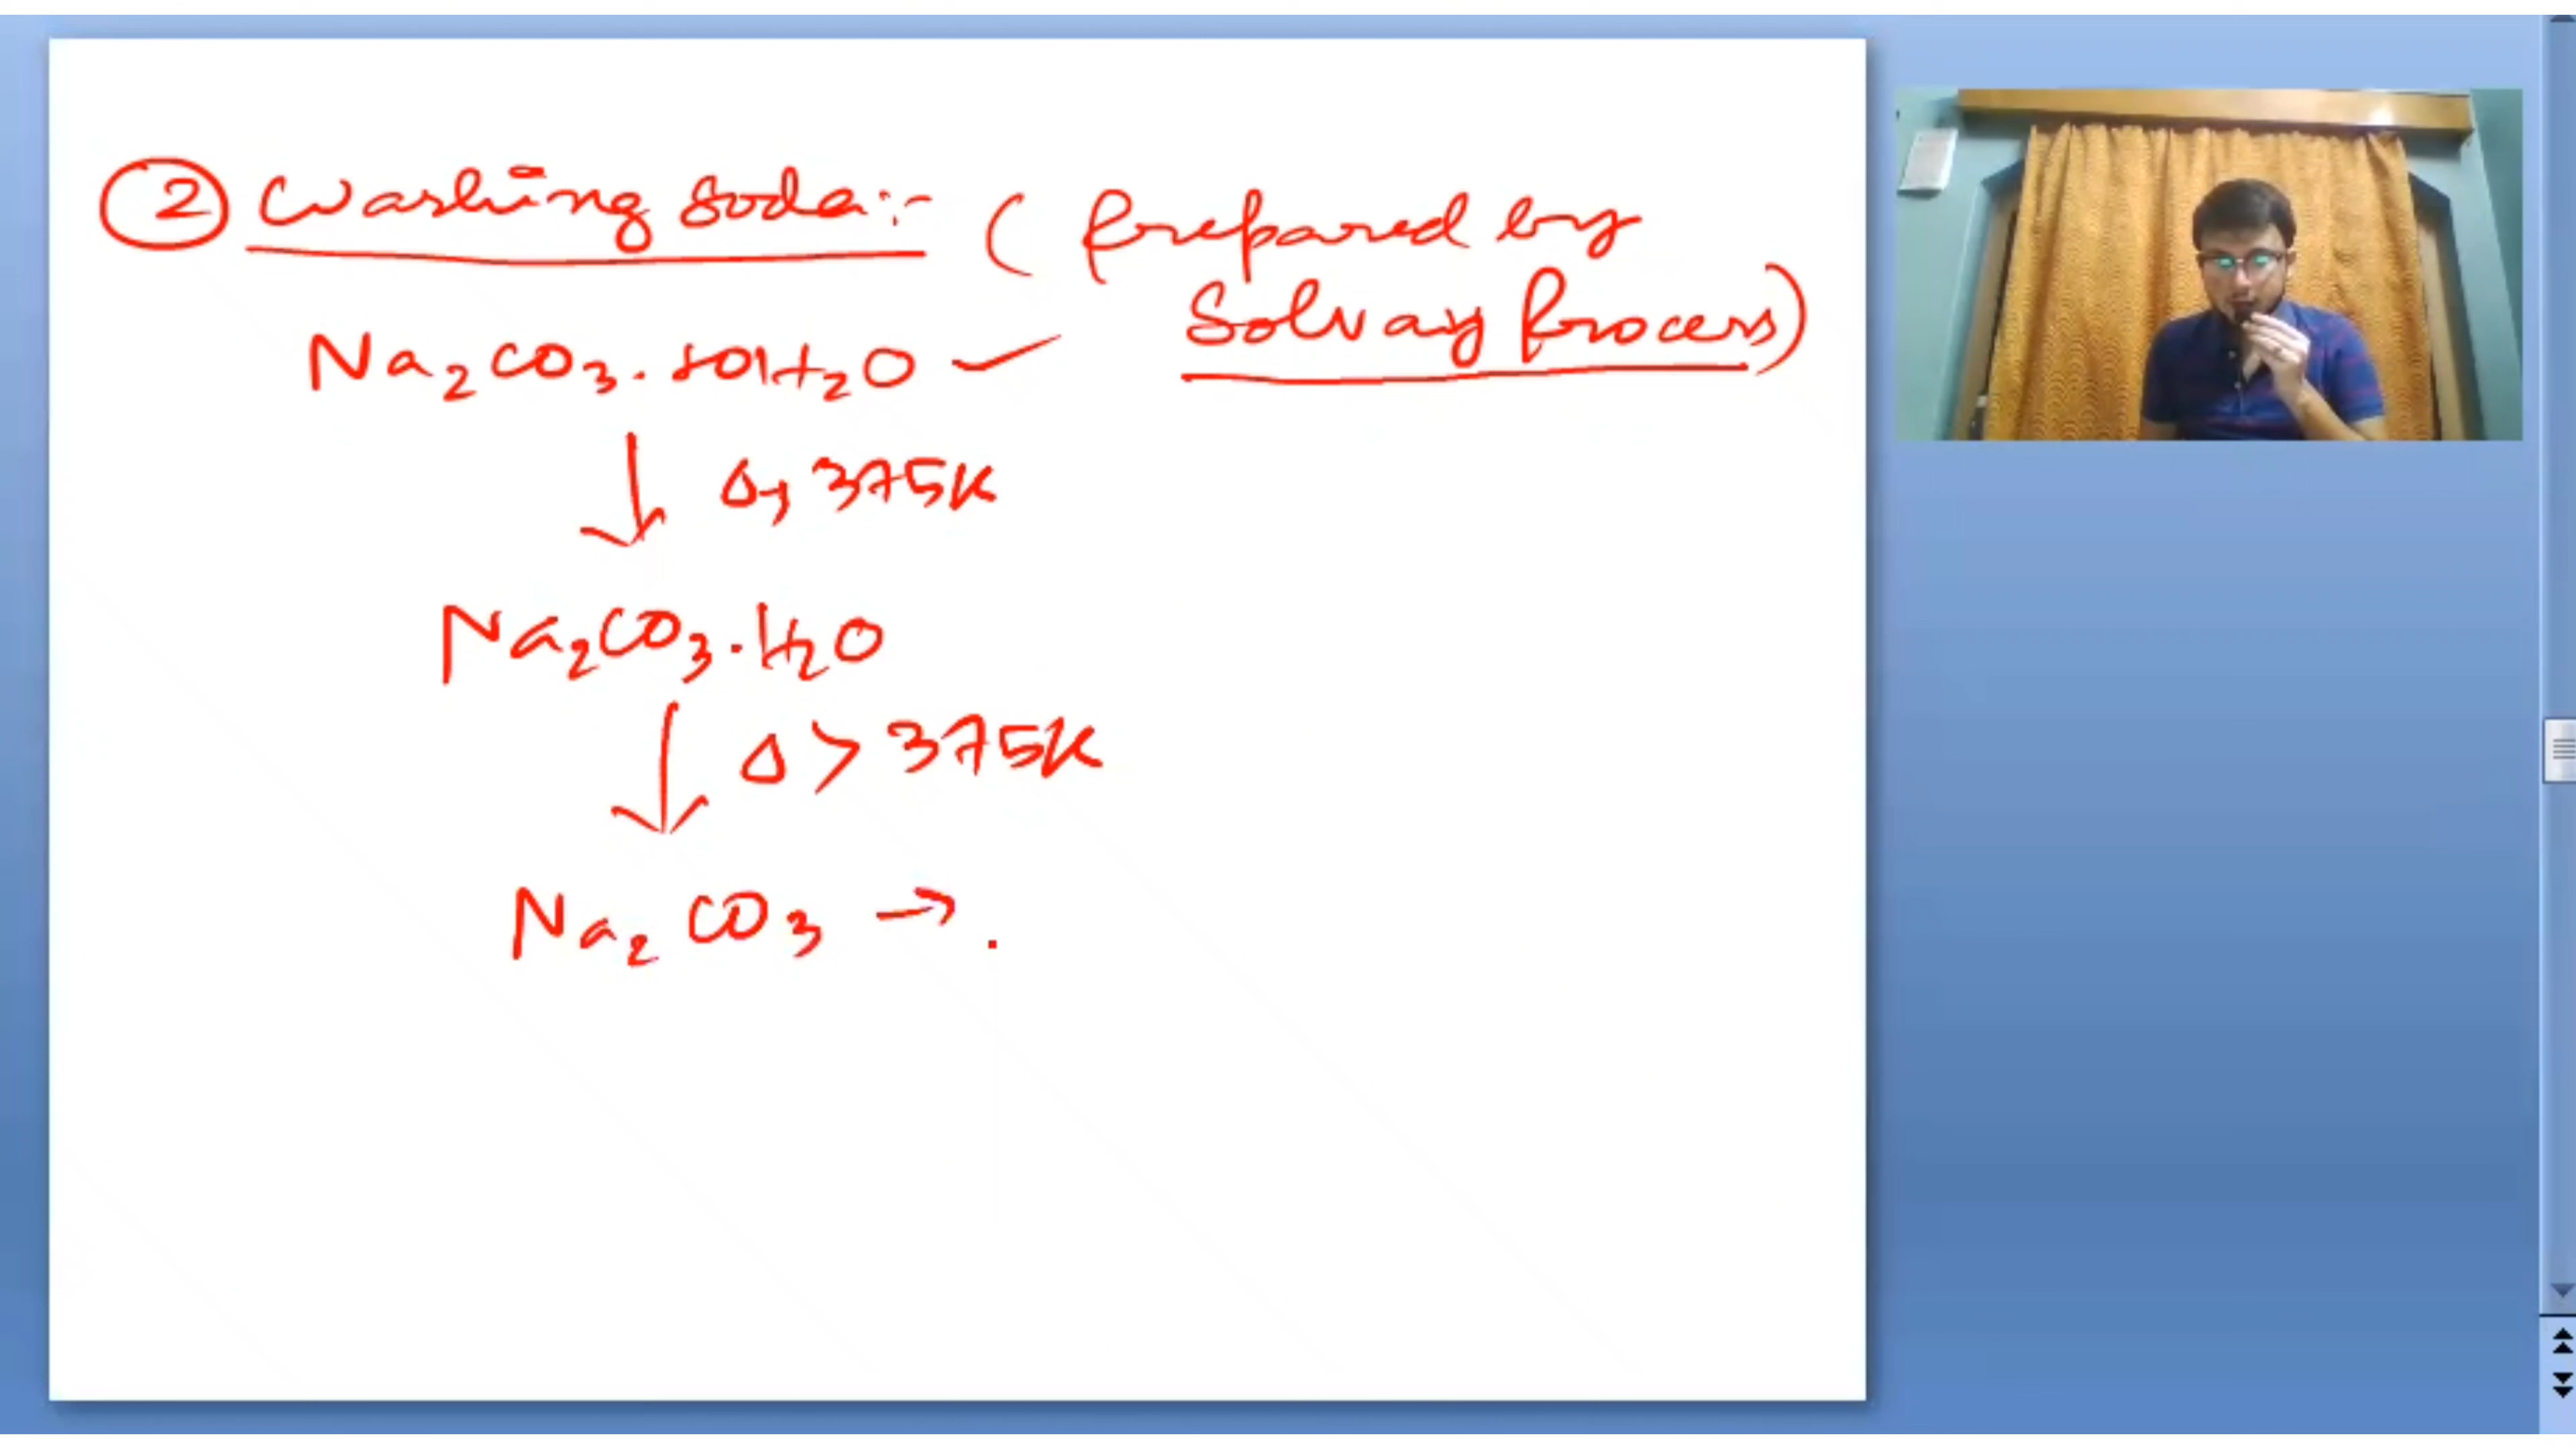 2 Washing Soda:- (Prepared by
Solvay Process)
Na₂CO₃.10H₂O ✓
↓ Δ, 375K
Na₂CO₃.H₂O
↓ Δ > 375K
Na₂CO₃ → .